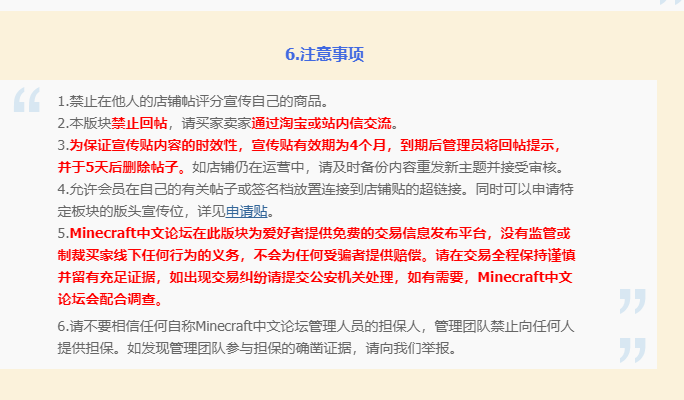 6.注意事项
1.禁止在他人的店铺帖评分宣传自己的商品。
2.本版块禁止回帖，请买家卖家通过淘宝或站内信交流。
3.为保证宣传贴内容的时效性，宣传贴有效期为4个月，到期后管理员将回帖提示，
并于5天后删除帖子。如店铺仍在运营中，请及时备份内容重发新主题并接受审核。
4.允许会员在自己的有关帖子或签名档放置连接到店铺贴的超链接。同时可以申请特
定板块的版头宣传位，详见申请贴。
5.Minecraft中文论坛在此版块为爱好者提供免费的交易信息发布平台，没有监管或
制裁买家线下任何行为的义务，不会为任何受骗者提供赔偿。请在交易全程保持谨慎
并留有充足证据，如出现交易纠纷请提交公安机关处理，如有需要，Minecraft中文
论坛会配合调查。
6.请不要相信任何自称Minecraft中文论坛管理人员的担保人，管理团队禁止向任何人
提供担保。如发现管理团队参与担保的确凿证据，请向我们举报。